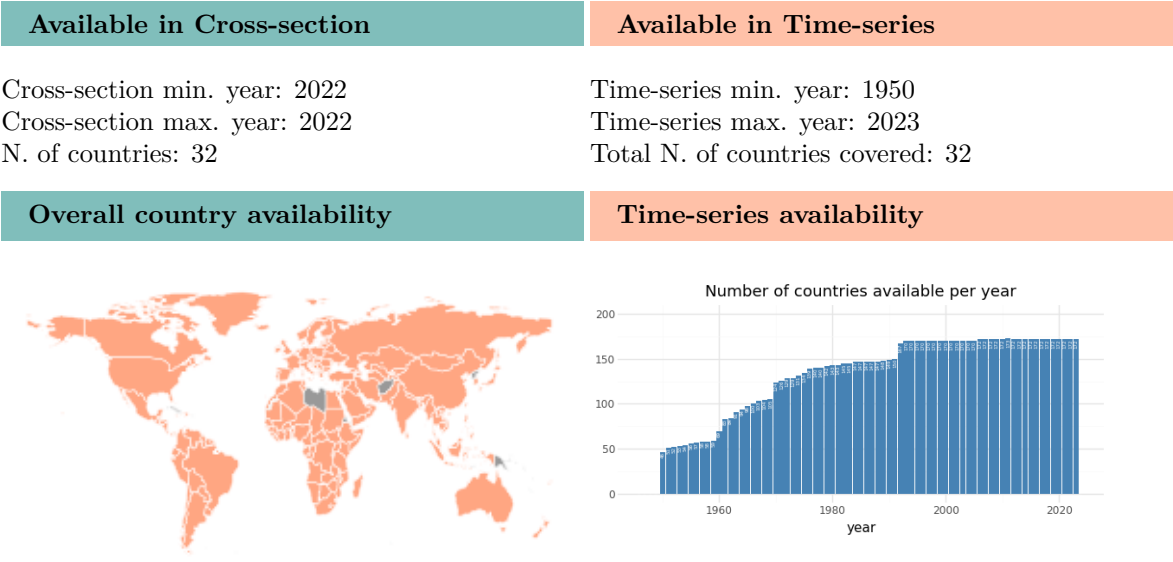 Available in Cross-section
Available in Time-series
Cross-section min. year: 2022
Cross-section max. year: 2022
N. of countries: 32
Time-series min. year: 1950
Time-series max. year: 2023
Total N. of countries covered: 32
Overall country availability
Time-series availability
Number of countries available per year
200
150
100
50
0
1960 1980 2000 2020
year